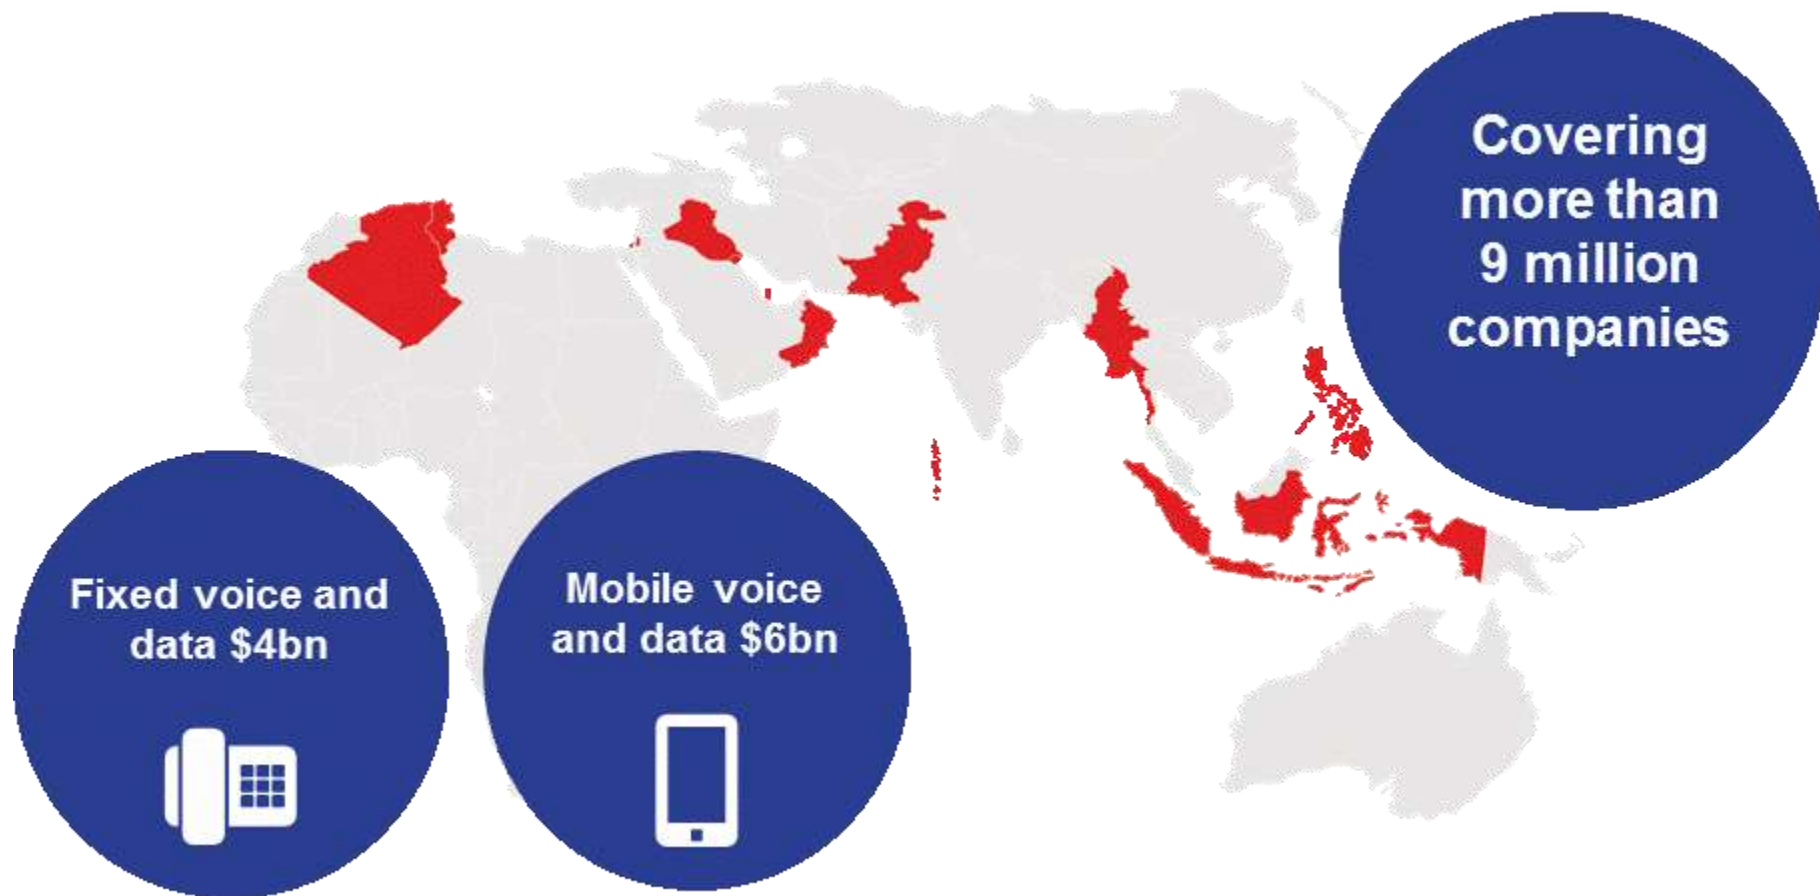 Covering
more than
9 million
companies
Fixed voice and
data $4bn
Mobile voice
and data $6bn